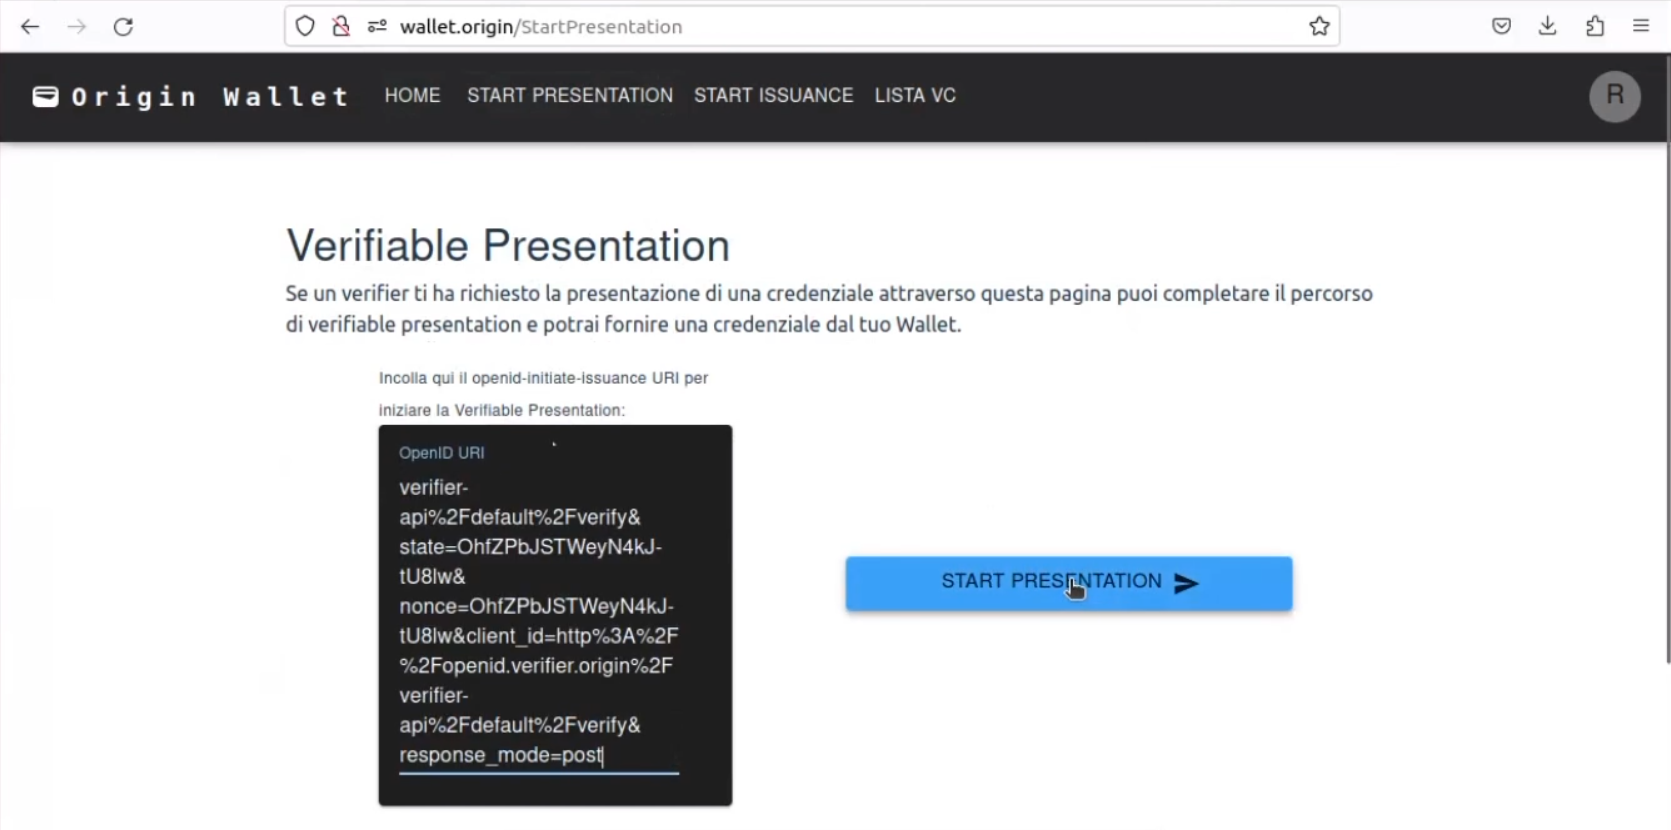 wallet.origin/StartPresentation
Origin Wallet HOME START PRESENTATION START ISSUANCE LISTA VC R
Verifiable Presentation
Se un verifier ti ha richiesto la presentazione di una credenziale attraverso questa pagina puoi completare il percorso
di verifiable presentation e potrai fornire una credenziale dal tuo Wallet.
Incolla qui il openid-initiate-issuance URI per
iniziare la Verifiable Presentation:
OpenID URI
verifier-
api%2Fdefault%2Fverify&
state=OhfZPbJSTWeyN4kJ-
tU8lw&
nonce=OhfZPbJSTWeyN4kJ-
tU8lw&client_id=http%3A%2F
%2Fopenid.verifier.origin%2F
verifier-
api%2Fdefault%2Fverify&
response_mode=post
START PRESENTATION